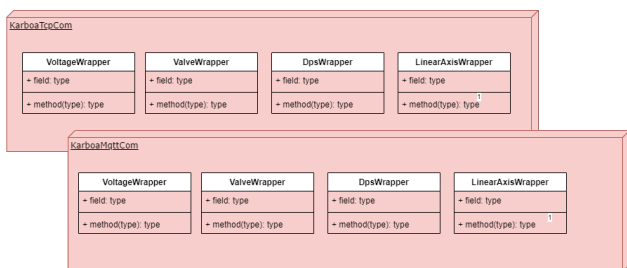 KarboaTcpCom
VoltageWrapper
+ field: type
+ method(type): type
ValveWrapper
+ field: type
+ method(type): type
DpsWrapper
+ field: type
+ method(type): type
LinearAxisWrapper
+ field: type
+ method(type): type
1
KarboaMqttCom
VoltageWrapper
+ field: type
+ method(type): type
ValveWrapper
+ field: type
+ method(type): type
DpsWrapper
+ field: type
+ method(type): type
LinearAxisWrapper
+ field: type
+ method(type): type
1